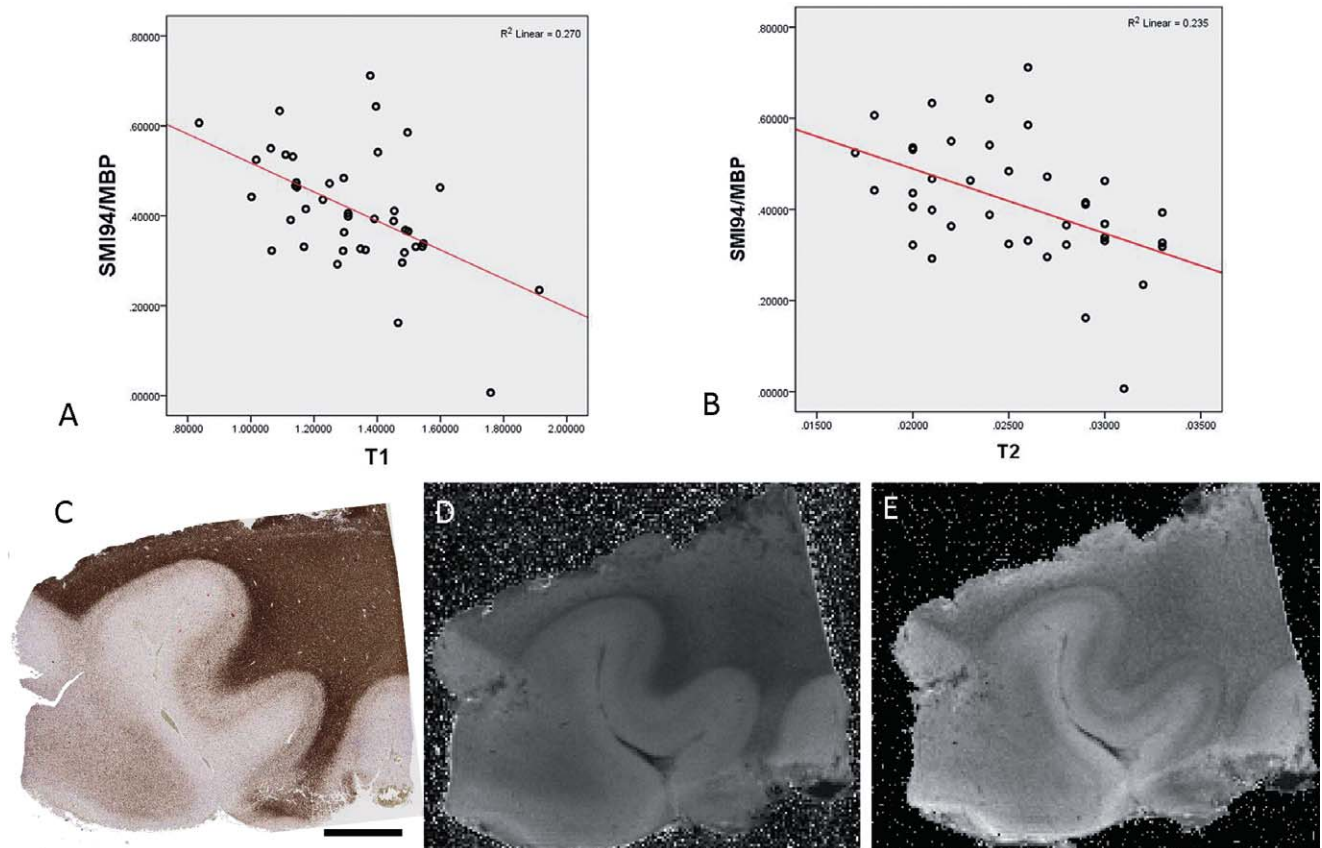 R² Linear = 0.270
.80000
.60000
.40000
.20000
.00000
SMI94/MBP
.80000
1.00000
1.20000
1.40000
1.60000
1.80000
2.00000
T1
A
R² Linear = 0.235
.80000
.60000
.40000
.20000
.00000
SMI94/MBP
.01500
.02000
.02500
.03000
.03500
T2
B
C
D
E